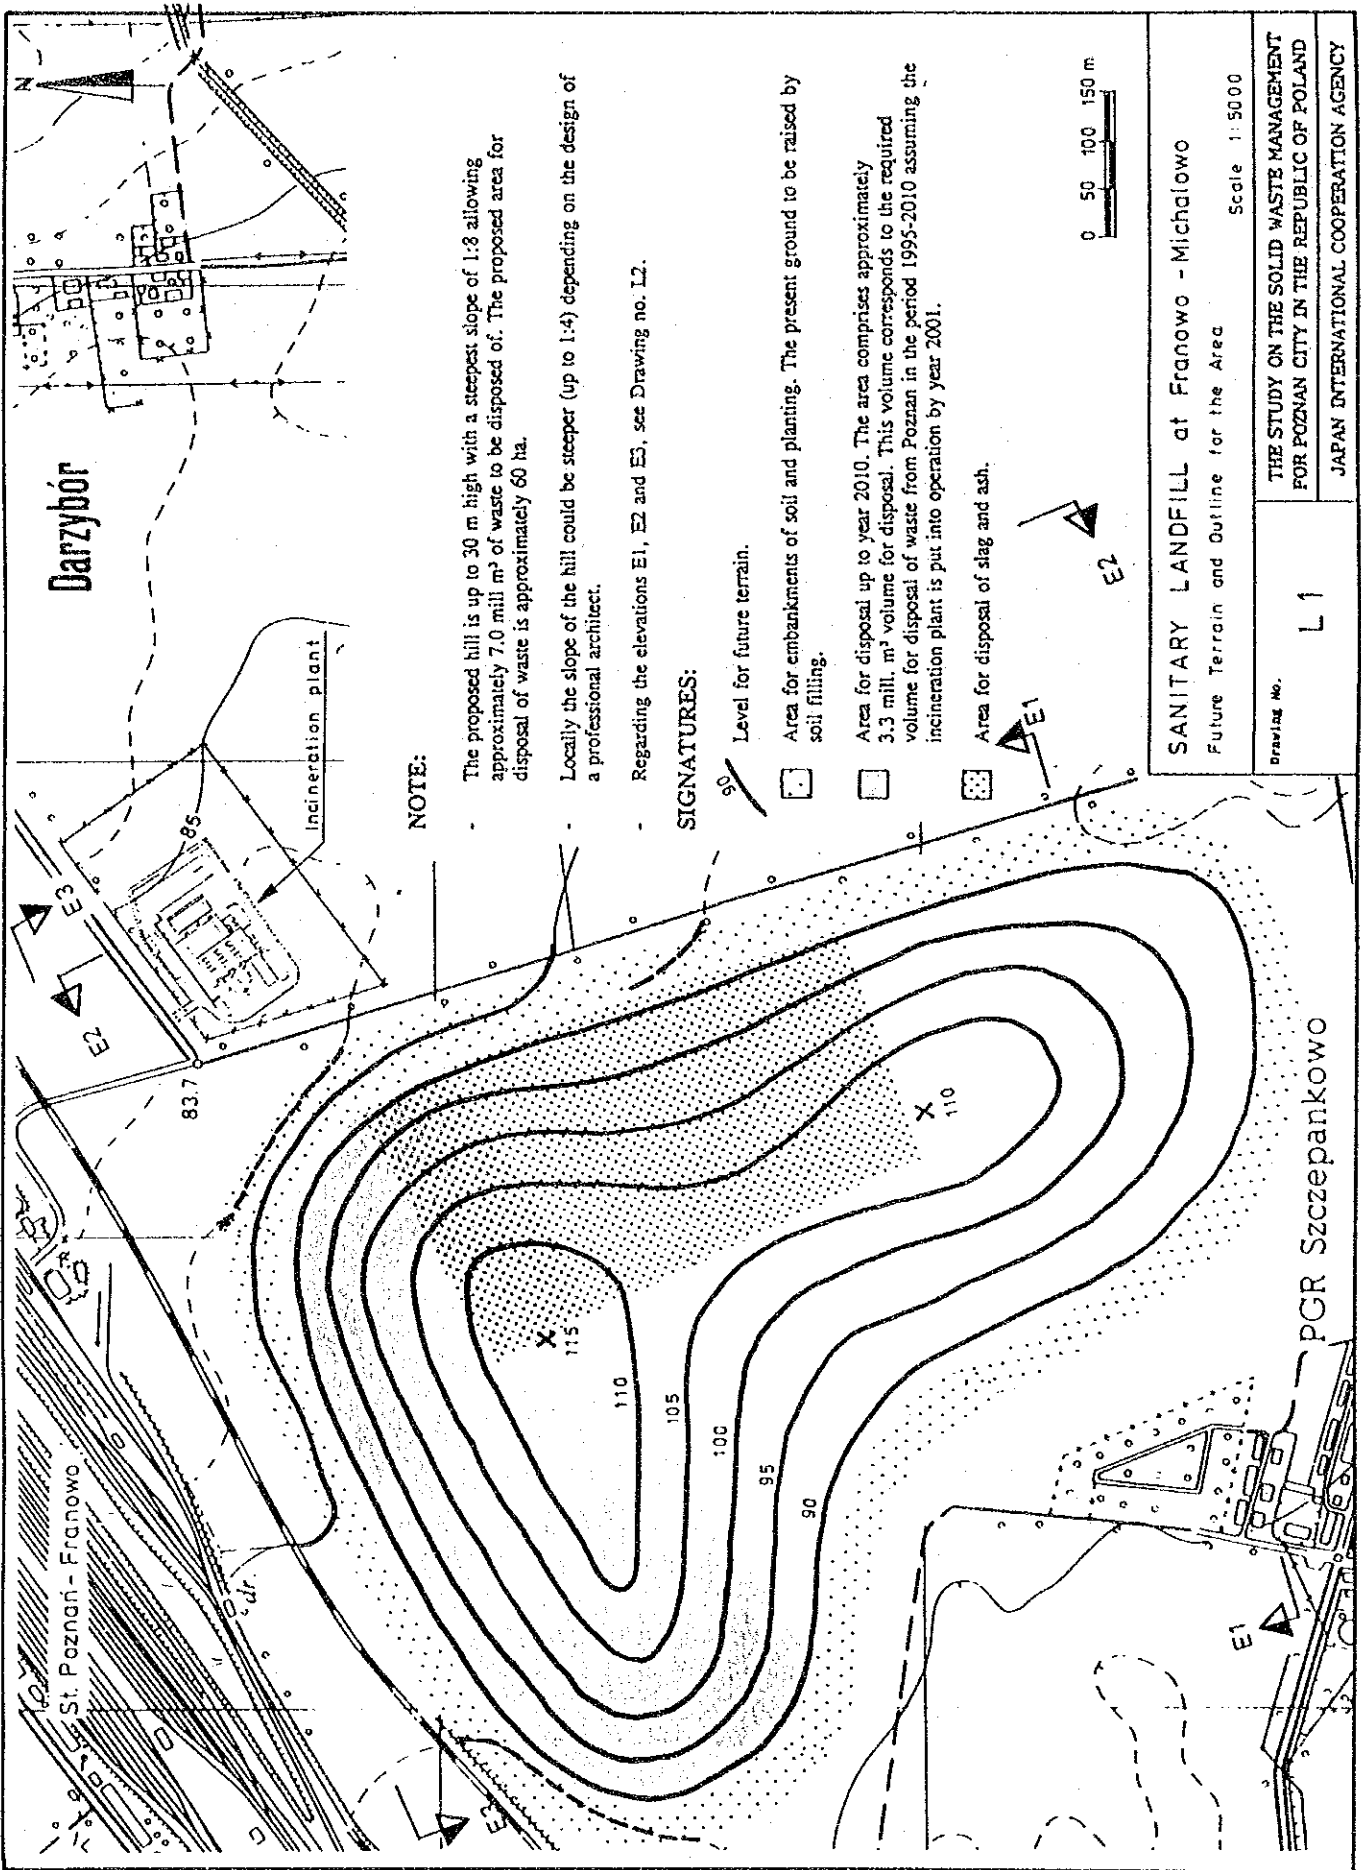 N
Darzybór
St. Poznań - Franowo
dr.
83.7
85
Incineration plant
E2
E3
E3
E1
E1
E2
PGR Szczepankowo
115
110
110
105
100
95
90
NOTE:
- The proposed hill is up to 30 m high with a steepest slope of 1:8 allowing
approximately 7.0 mill m³ of waste to be disposed of. The proposed area for
disposal of waste is approximately 60 ha.
- Locally the slope of the hill could be steeper (up to 1:4) depending on the design of
a professional architect.
- Regarding the elevations E1, E2 and E3, see Drawing no. L2.
SIGNATURES:
90 Level for future terrain.
Area for embankments of soil and planting. The present ground to be raised by
soil filling.
Area for disposal up to year 2010. The area comprises approximately
3.3 mill. m³ volume for disposal. This volume corresponds to the required
volume for disposal of waste from Poznan in the period 1995-2010 assuming the
incineration plant is put into operation by year 2001.
Area for disposal of slag and ash.
0 50 100 150 m
SANITARY LANDFILL at Franowo - Michalowo
Future Terrain and Outline for the Area
Scale 1:5000
Drawing No.
L 1
THE STUDY ON THE SOLID WASTE MANAGEMENT
FOR POZNAN CITY IN THE REPUBLIC OF POLAND
JAPAN INTERNATIONAL COOPERATION AGENCY